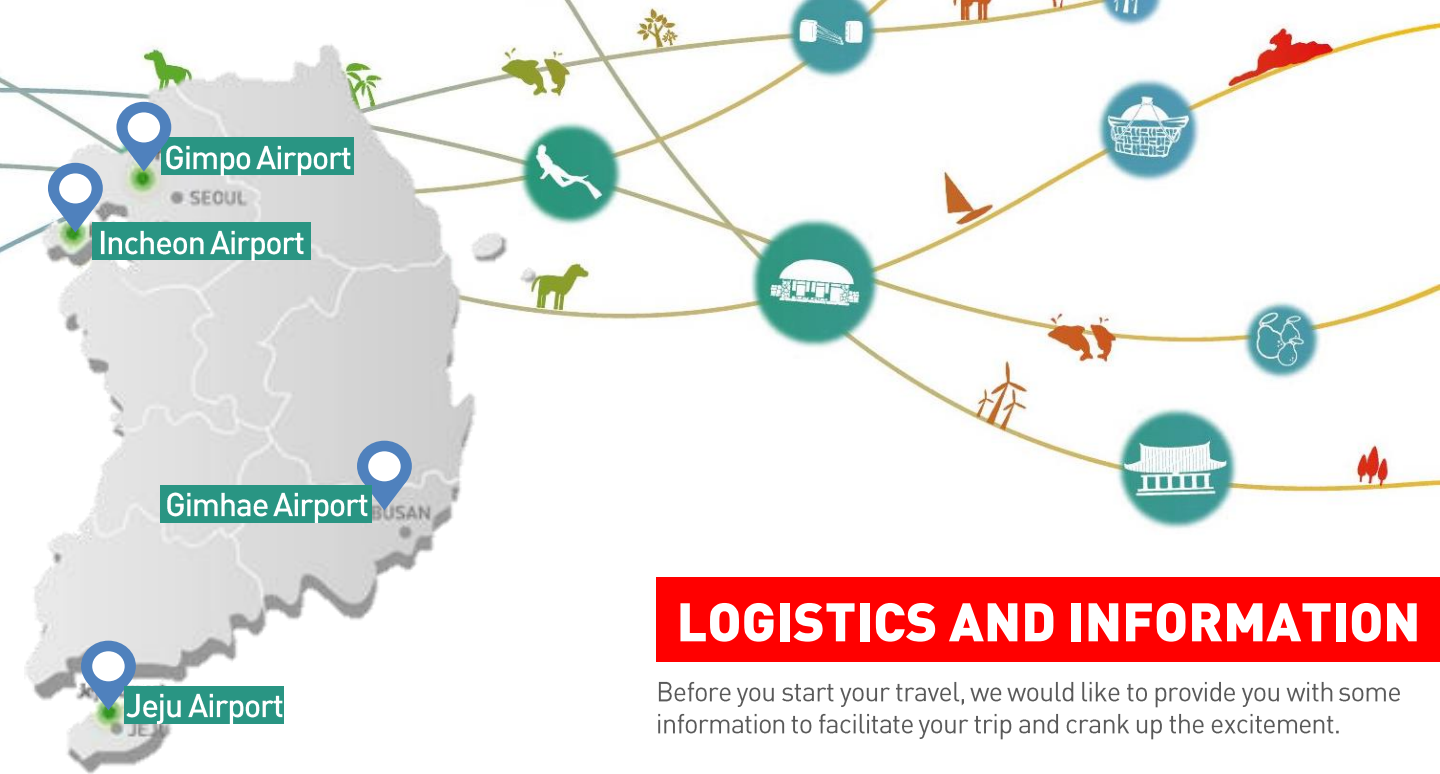 Gimpo Airport
SEOUL
Incheon Airport
Gimhae Airport
BUSAN
Jeju Airport
JEJU
LOGISTICS AND INFORMATION
Before you start your travel, we would like to provide you with some
information to facilitate your trip and crank up the excitement.